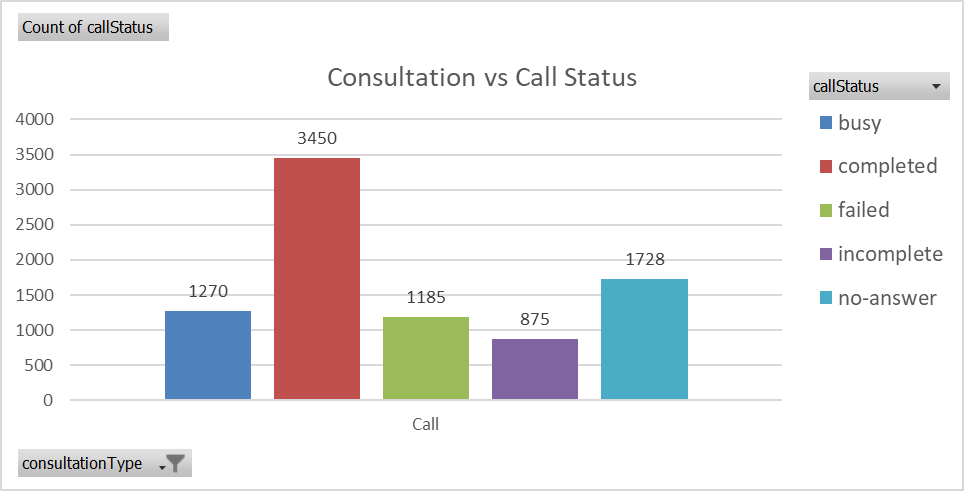 Count of callStatus
Consultation vs Call Status
callStatus
busy
completed
failed
incomplete
no-answer
4000
3500
3000
2500
2000
1500
1000
500
0
1270
3450
1185
875
1728
Call
consultationType